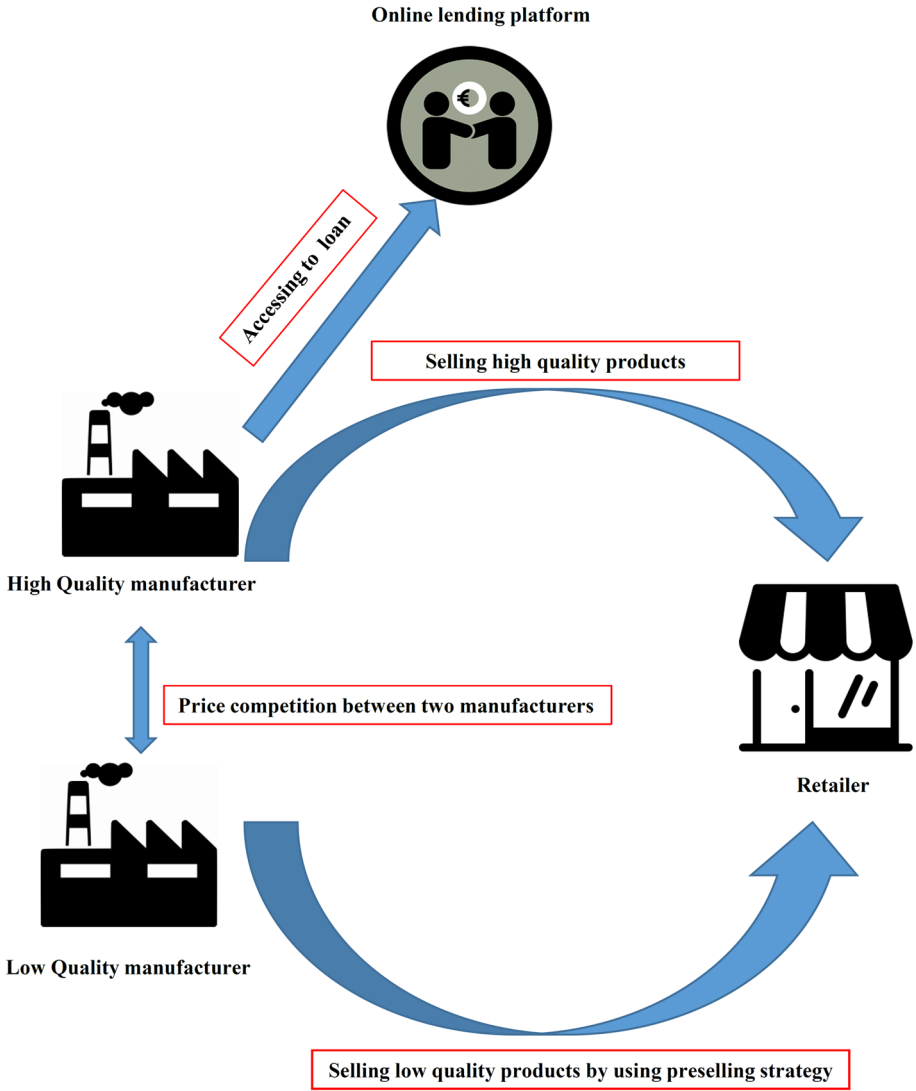 Online lending platform
€
Accessing to loan
Selling high quality products
High Quality manufacturer
Price competition between two manufacturers
Retailer
Low Quality manufacturer
Selling low quality products by using preselling strategy